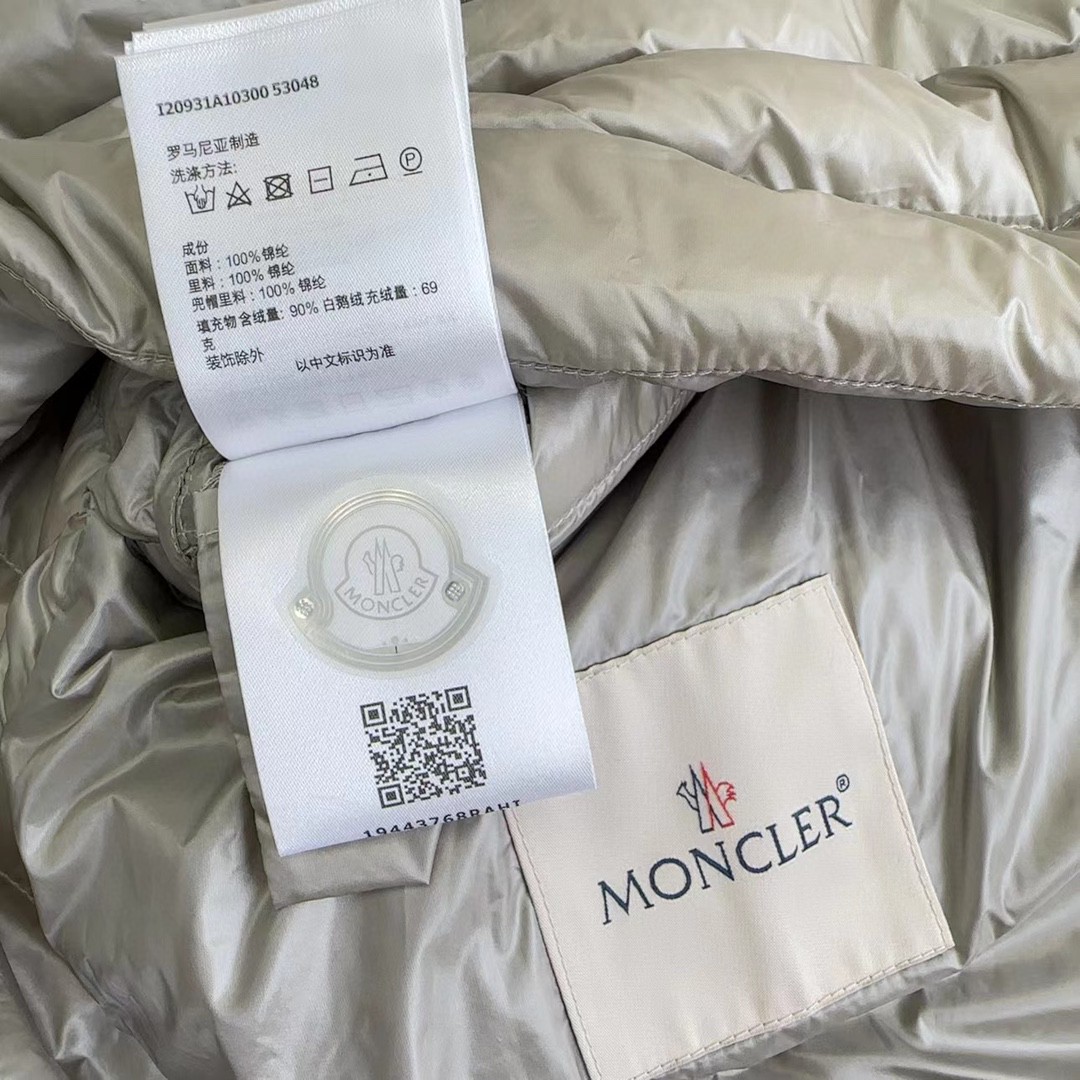 I20931A10300 53048
罗马尼亚制造
洗涤方法:
P
成份
面料：100%锦纶
里料：100% 锦纶
兜帽里料：100% 锦纶
填充物 含绒量: 90% 白鹅绒 充绒量：69
克
装饰除外 以中文标识为准
MONCLER
19443768RAHT
MONCLER®